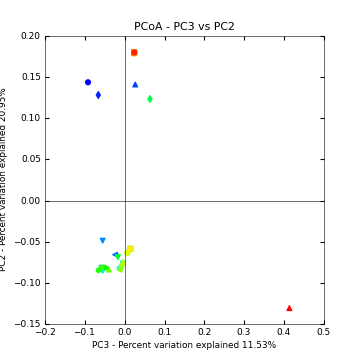 PCoA - PC3 vs PC2
PC2 - Percent variation explained 20.95%
0.20
0.15
0.10
0.05
0.00
−0.05
−0.10
−0.15
−0.2 −0.1 0.0 0.1 0.2 0.3 0.4 0.5
PC3 - Percent variation explained 11.53%